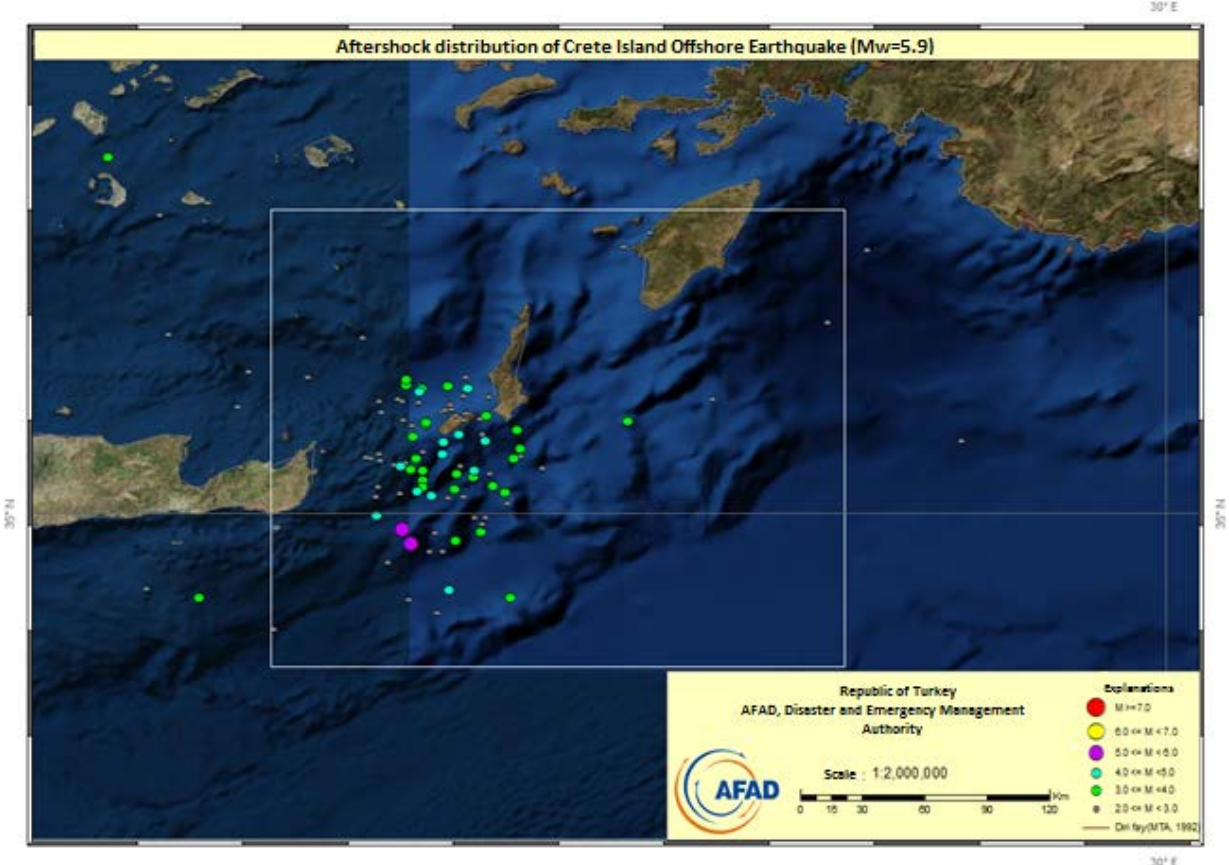 30° E
Aftershock distribution of Crete Island Offshore Earthquake (Mw=5.9)
36° N
36° N
Republic of Turkey
AFAD, Disaster and Emergency Management
Authority
Scale : 1:2,000,000
AFAD
Km
0 15 30 60 90 120
Explanations
M >= 7.0
6.0 <= M < 7.0
5.0 <= M < 6.0
4.0 <= M <5.0
3.0 <= M <4.0
2.0 <= M < 3.0
Diri fay(MTA, 1992)
30° E